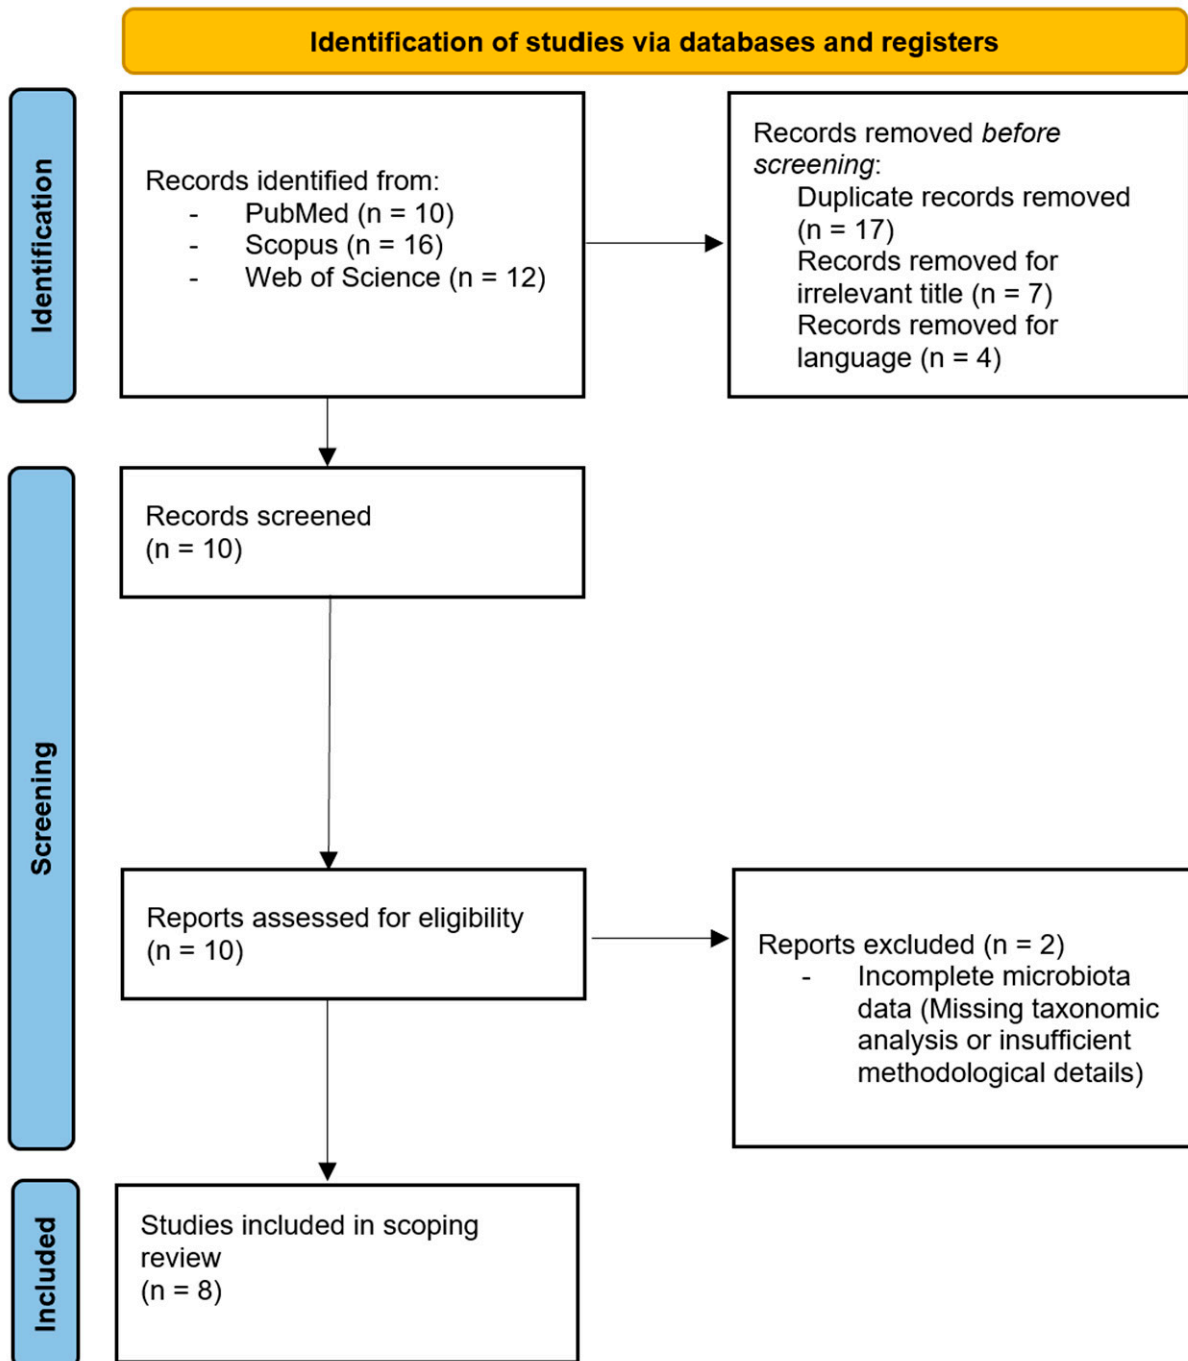 Identification of studies via databases and registers
Identification
Records identified from:
- PubMed (n = 10)
- Scopus (n = 16)
- Web of Science (n = 12)
Records removed before
screening:
Duplicate records removed
(n = 17)
Records removed for
irrelevant title (n = 7)
Records removed for
language (n = 4)
Screening
Records screened
(n = 10)
Reports assessed for eligibility
(n = 10)
Reports excluded (n = 2)
- Incomplete microbiota
data (Missing taxonomic
analysis or insufficient
methodological details)
Included
Studies included in scoping
review
(n = 8)